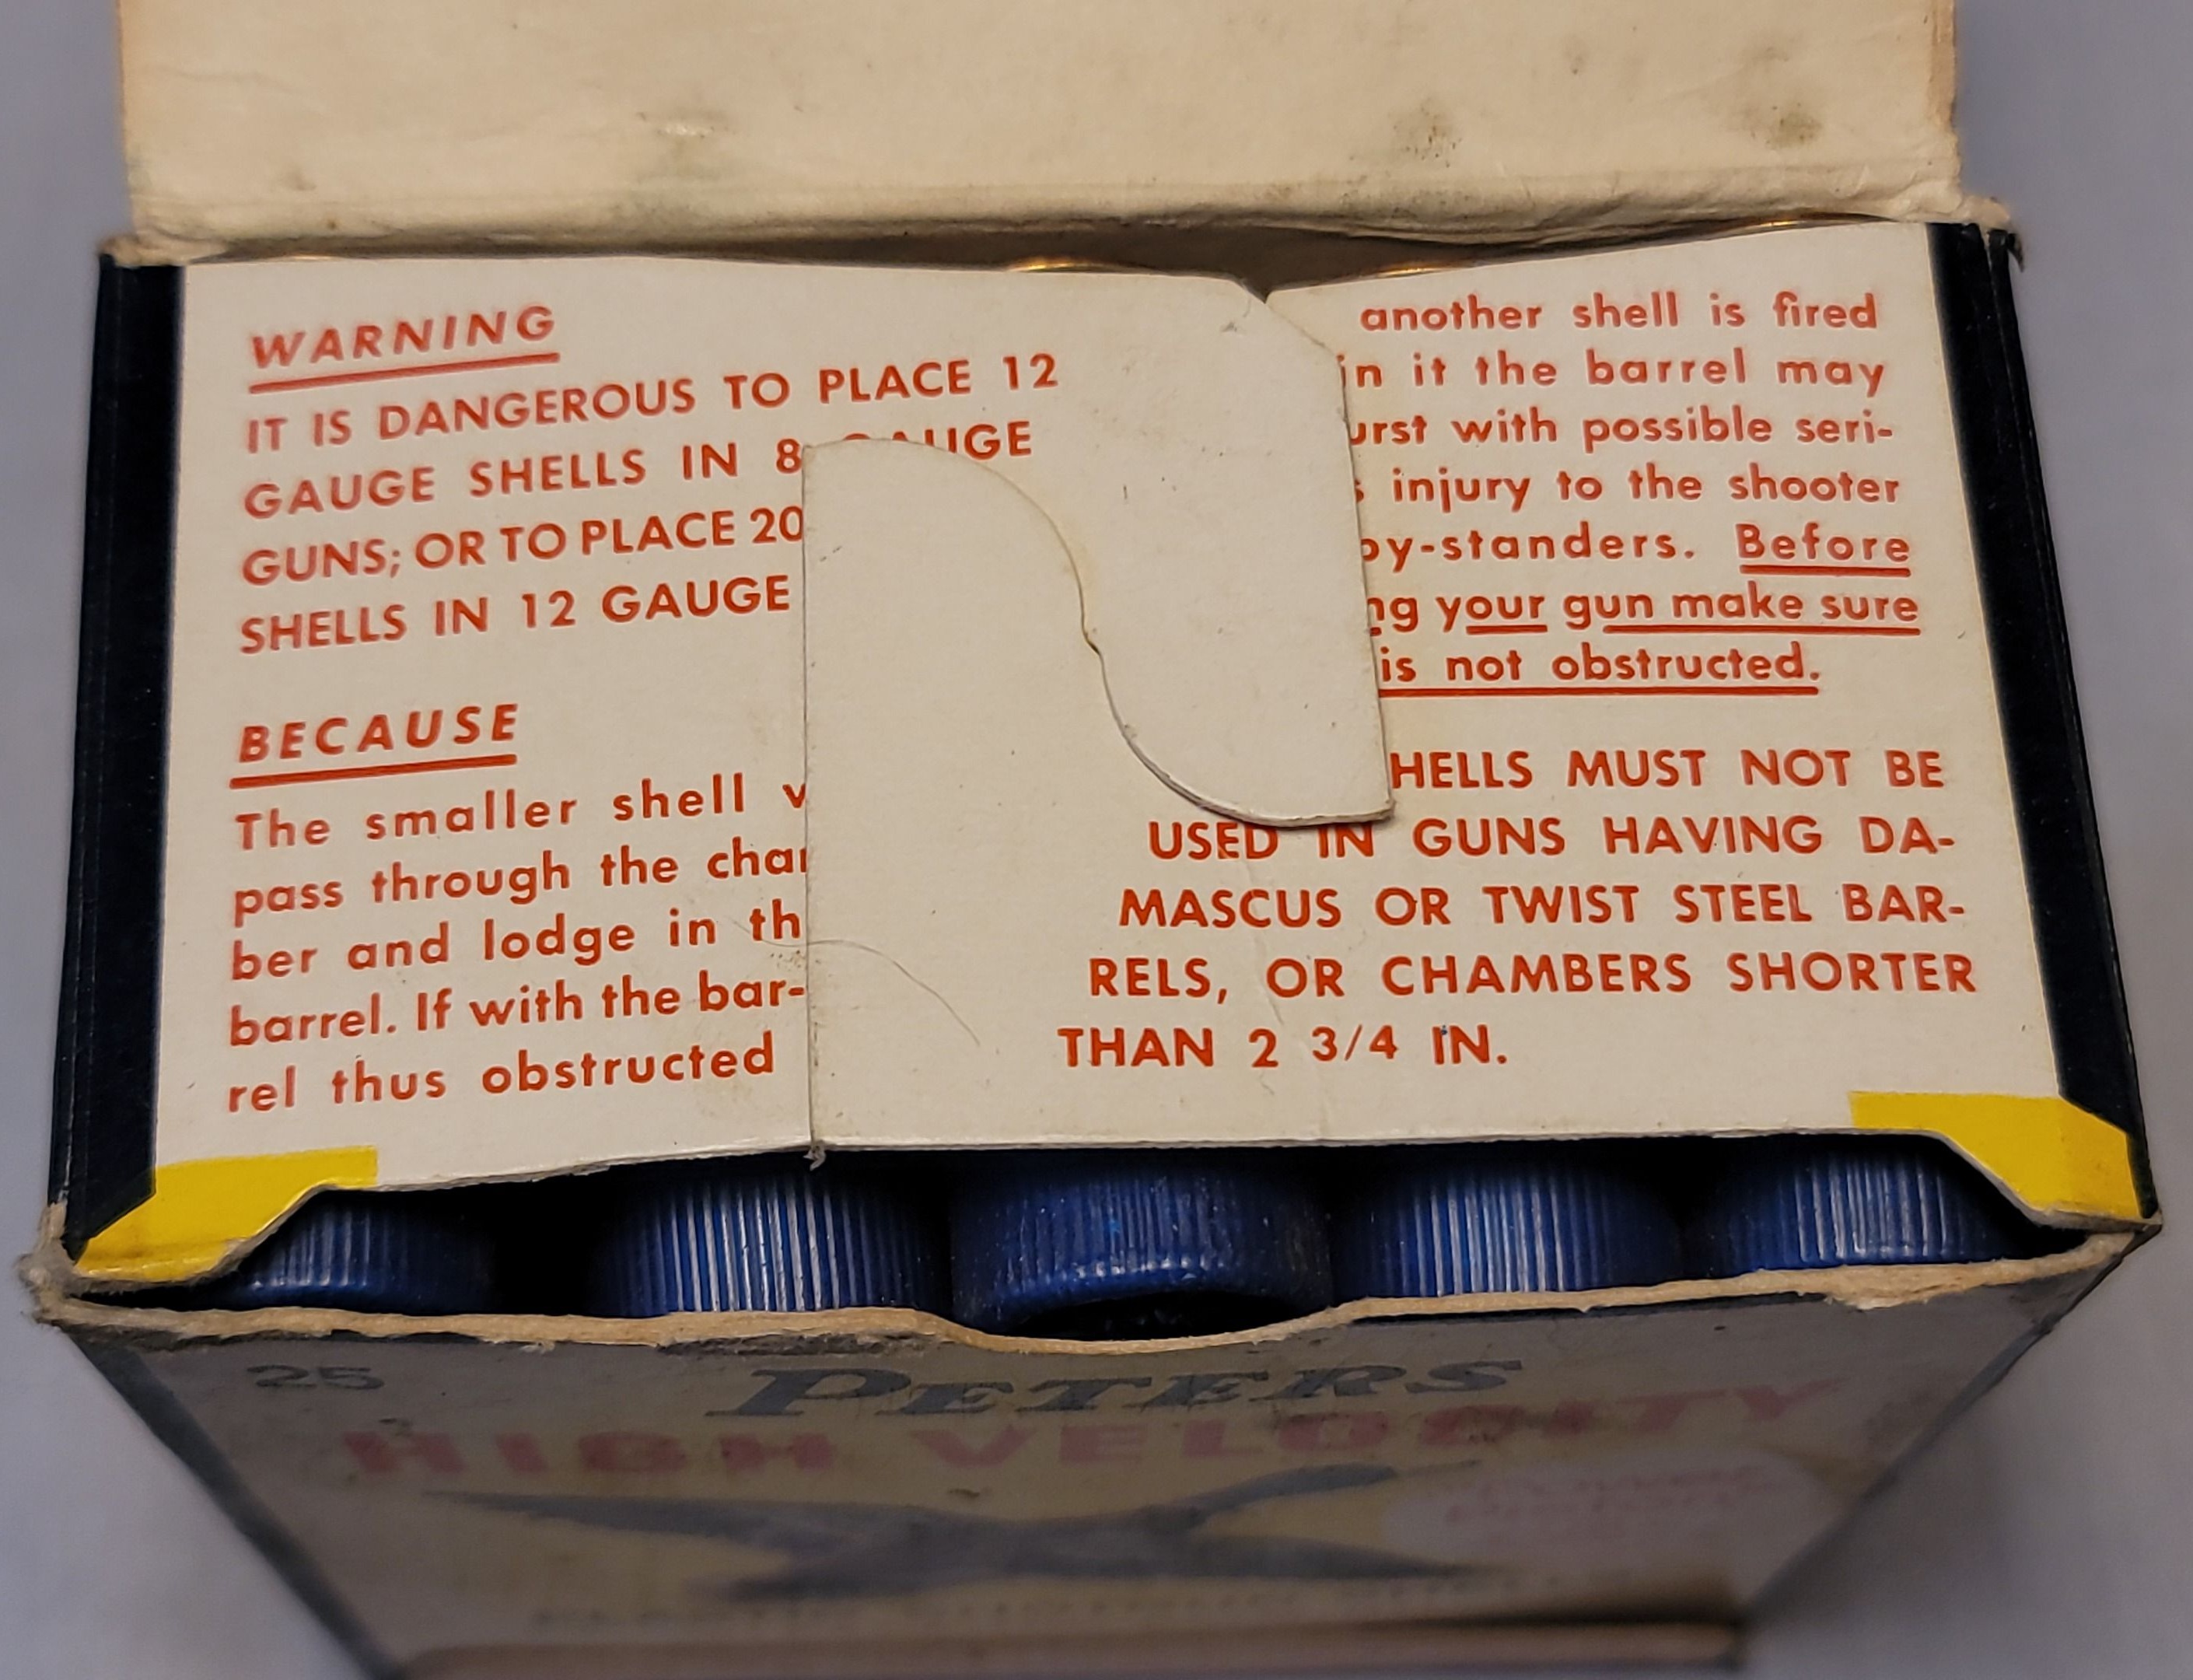 WARNING
IT IS DANGEROUS TO PLACE 12
GAUGE SHELLS IN 8 GAUGE
GUNS; OR TO PLACE 20
SHELLS IN 12 GAUGE
BECAUSE
The smaller shell
pass through the
ber and lodge in
barrel. If with the bar-
rel thus obstructed
another shell is fired
in it the barrel may
with possible seri-
injury to the shooter
by-standers. Before
your gun make sure
is not obstructed.
MUST NOT BE
USED IN GUNS HAVING DA-
MASCUS OR TWIST STEEL BAR-
RELS, OR CHAMBERS SHORTER
THAN 2 3/4 IN.
25
PETERS
HIGH VELOCITY